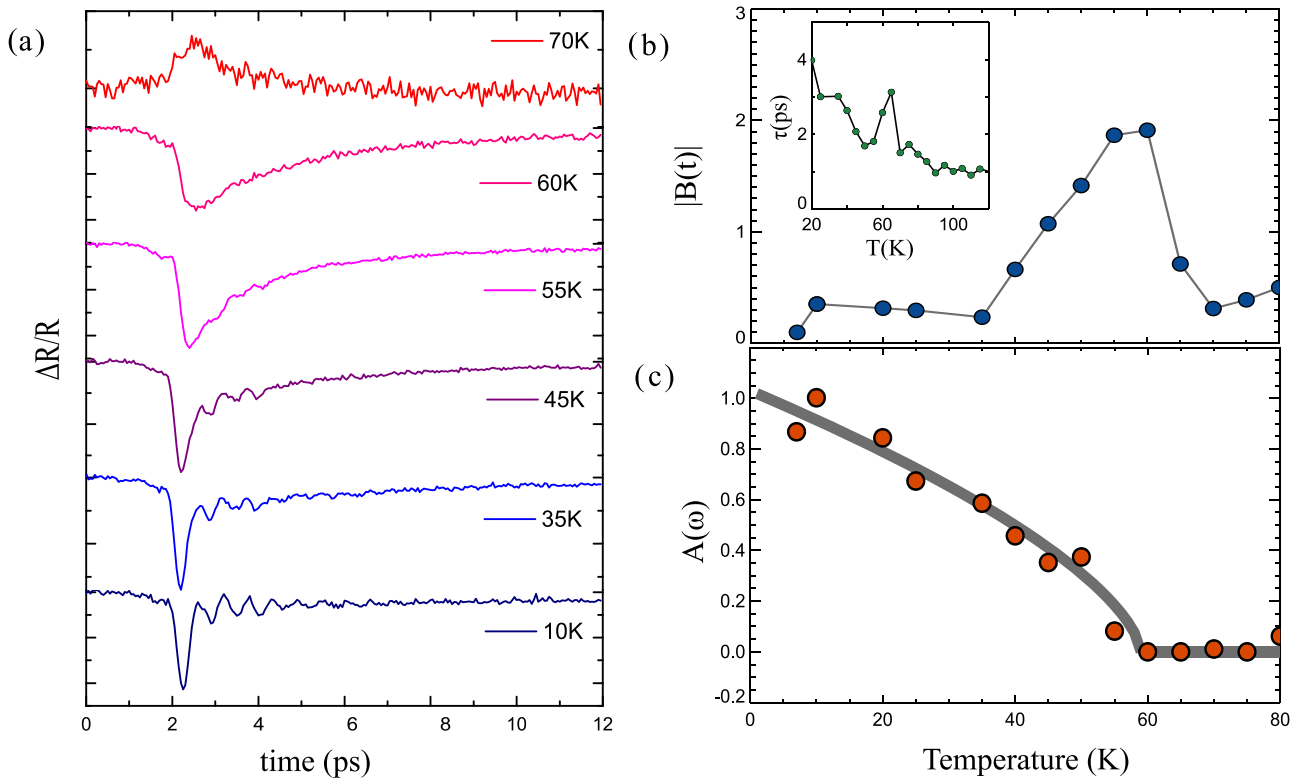 (a)
ΔR/R
70K
60K
55K
45K
35K
10K
0 2 4 6 8 10 12
time (ps)
(b)
|B(t)|
3
2
1
0
τ(ps)
4
2
0
20 60 100
T(K)
(c)
A(ω)
1.0
0.8
0.6
0.4
0.2
0.0
-0.2
0 20 40 60 80
Temperature (K)